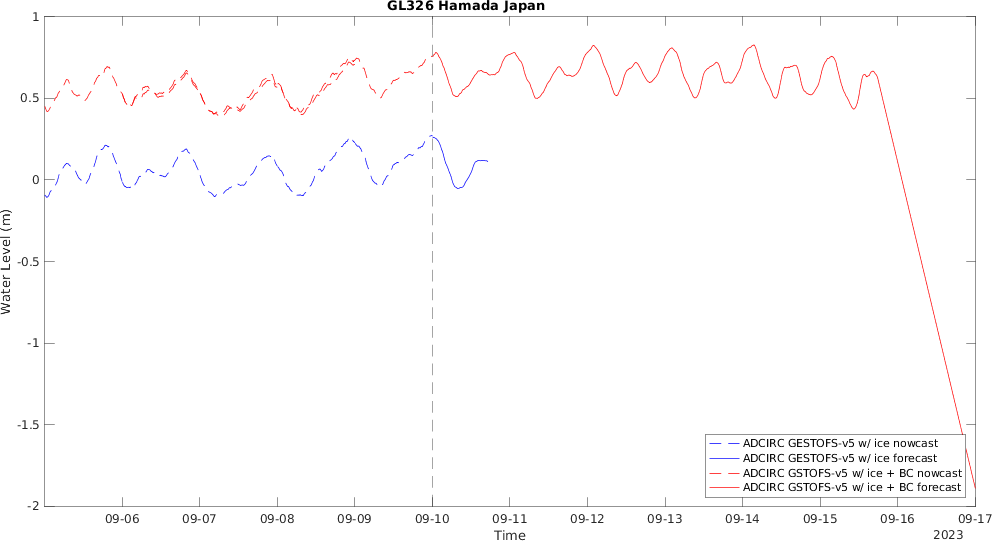 GL326 Hamada Japan
Water Level (m)
1
0.5
0
-0.5
-1
-1.5
-2
ADCIRC GESTOFS-v5 w/ ice nowcast
ADCIRC GESTOFS-v5 w/ ice forecast
ADCIRC GSTOFS-v5 w/ ice + BC nowcast
ADCIRC GSTOFS-v5 w/ ice + BC forecast
09-06 09-07 09-08 09-09 09-10 09-11 09-12 09-13 09-14 09-15 09-16 09-17
Time
2023